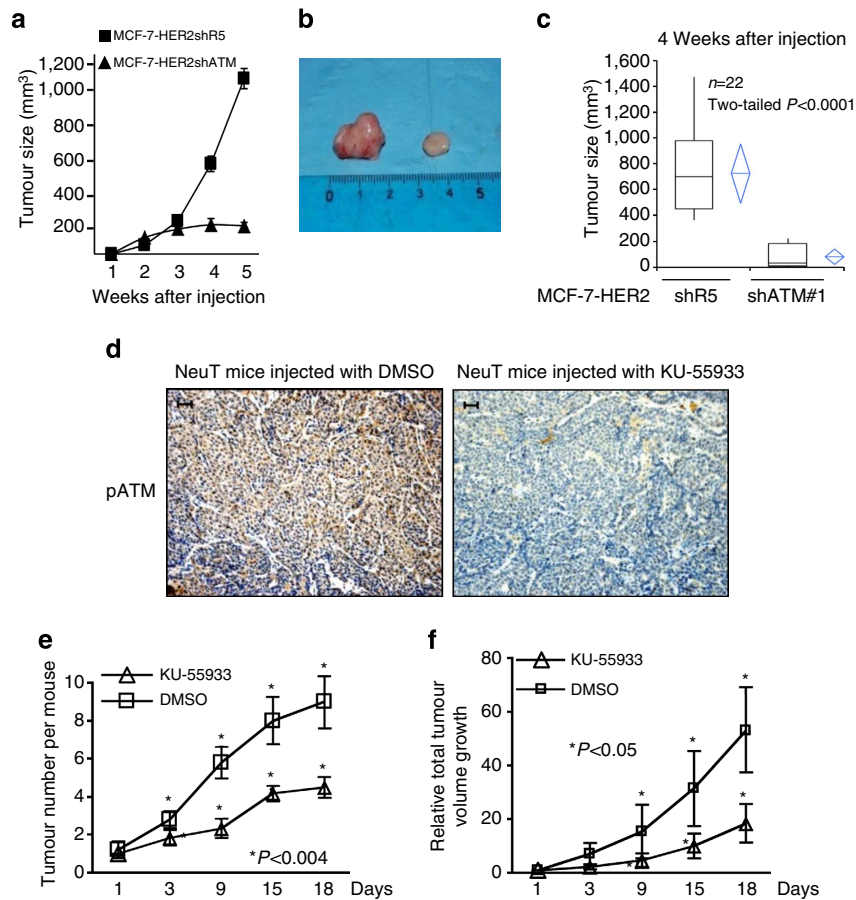 a
MCF-7-HER2shR5
MCF-7-HER2shATM
1,200
1,000
800
600
400
200
Tumour size (mm³)
1 2 3 4 5
Weeks after injection
b
0 1 2 3 4 5
c
4 Weeks after injection
1,600
1,400
1,200
1,000
800
600
400
200
0
Tumour size (mm³)
n=22
Two-tailed P<0.0001
MCF-7-HER2 shR5 shATM#1
d
NeuT mice injected with DMSO NeuT mice injected with KU-55933
pATM
e
KU-55933
DMSO
10
8
6
4
2
0
Tumour number per mouse
* * * * *
* * *
*P<0.004
1 3 9 15 18 Days
f
KU-55933
DMSO
80
60
40
20
0
Relative total tumour
volume growth
*P<0.05
* * *
* * *
1 3 9 15 18 Days